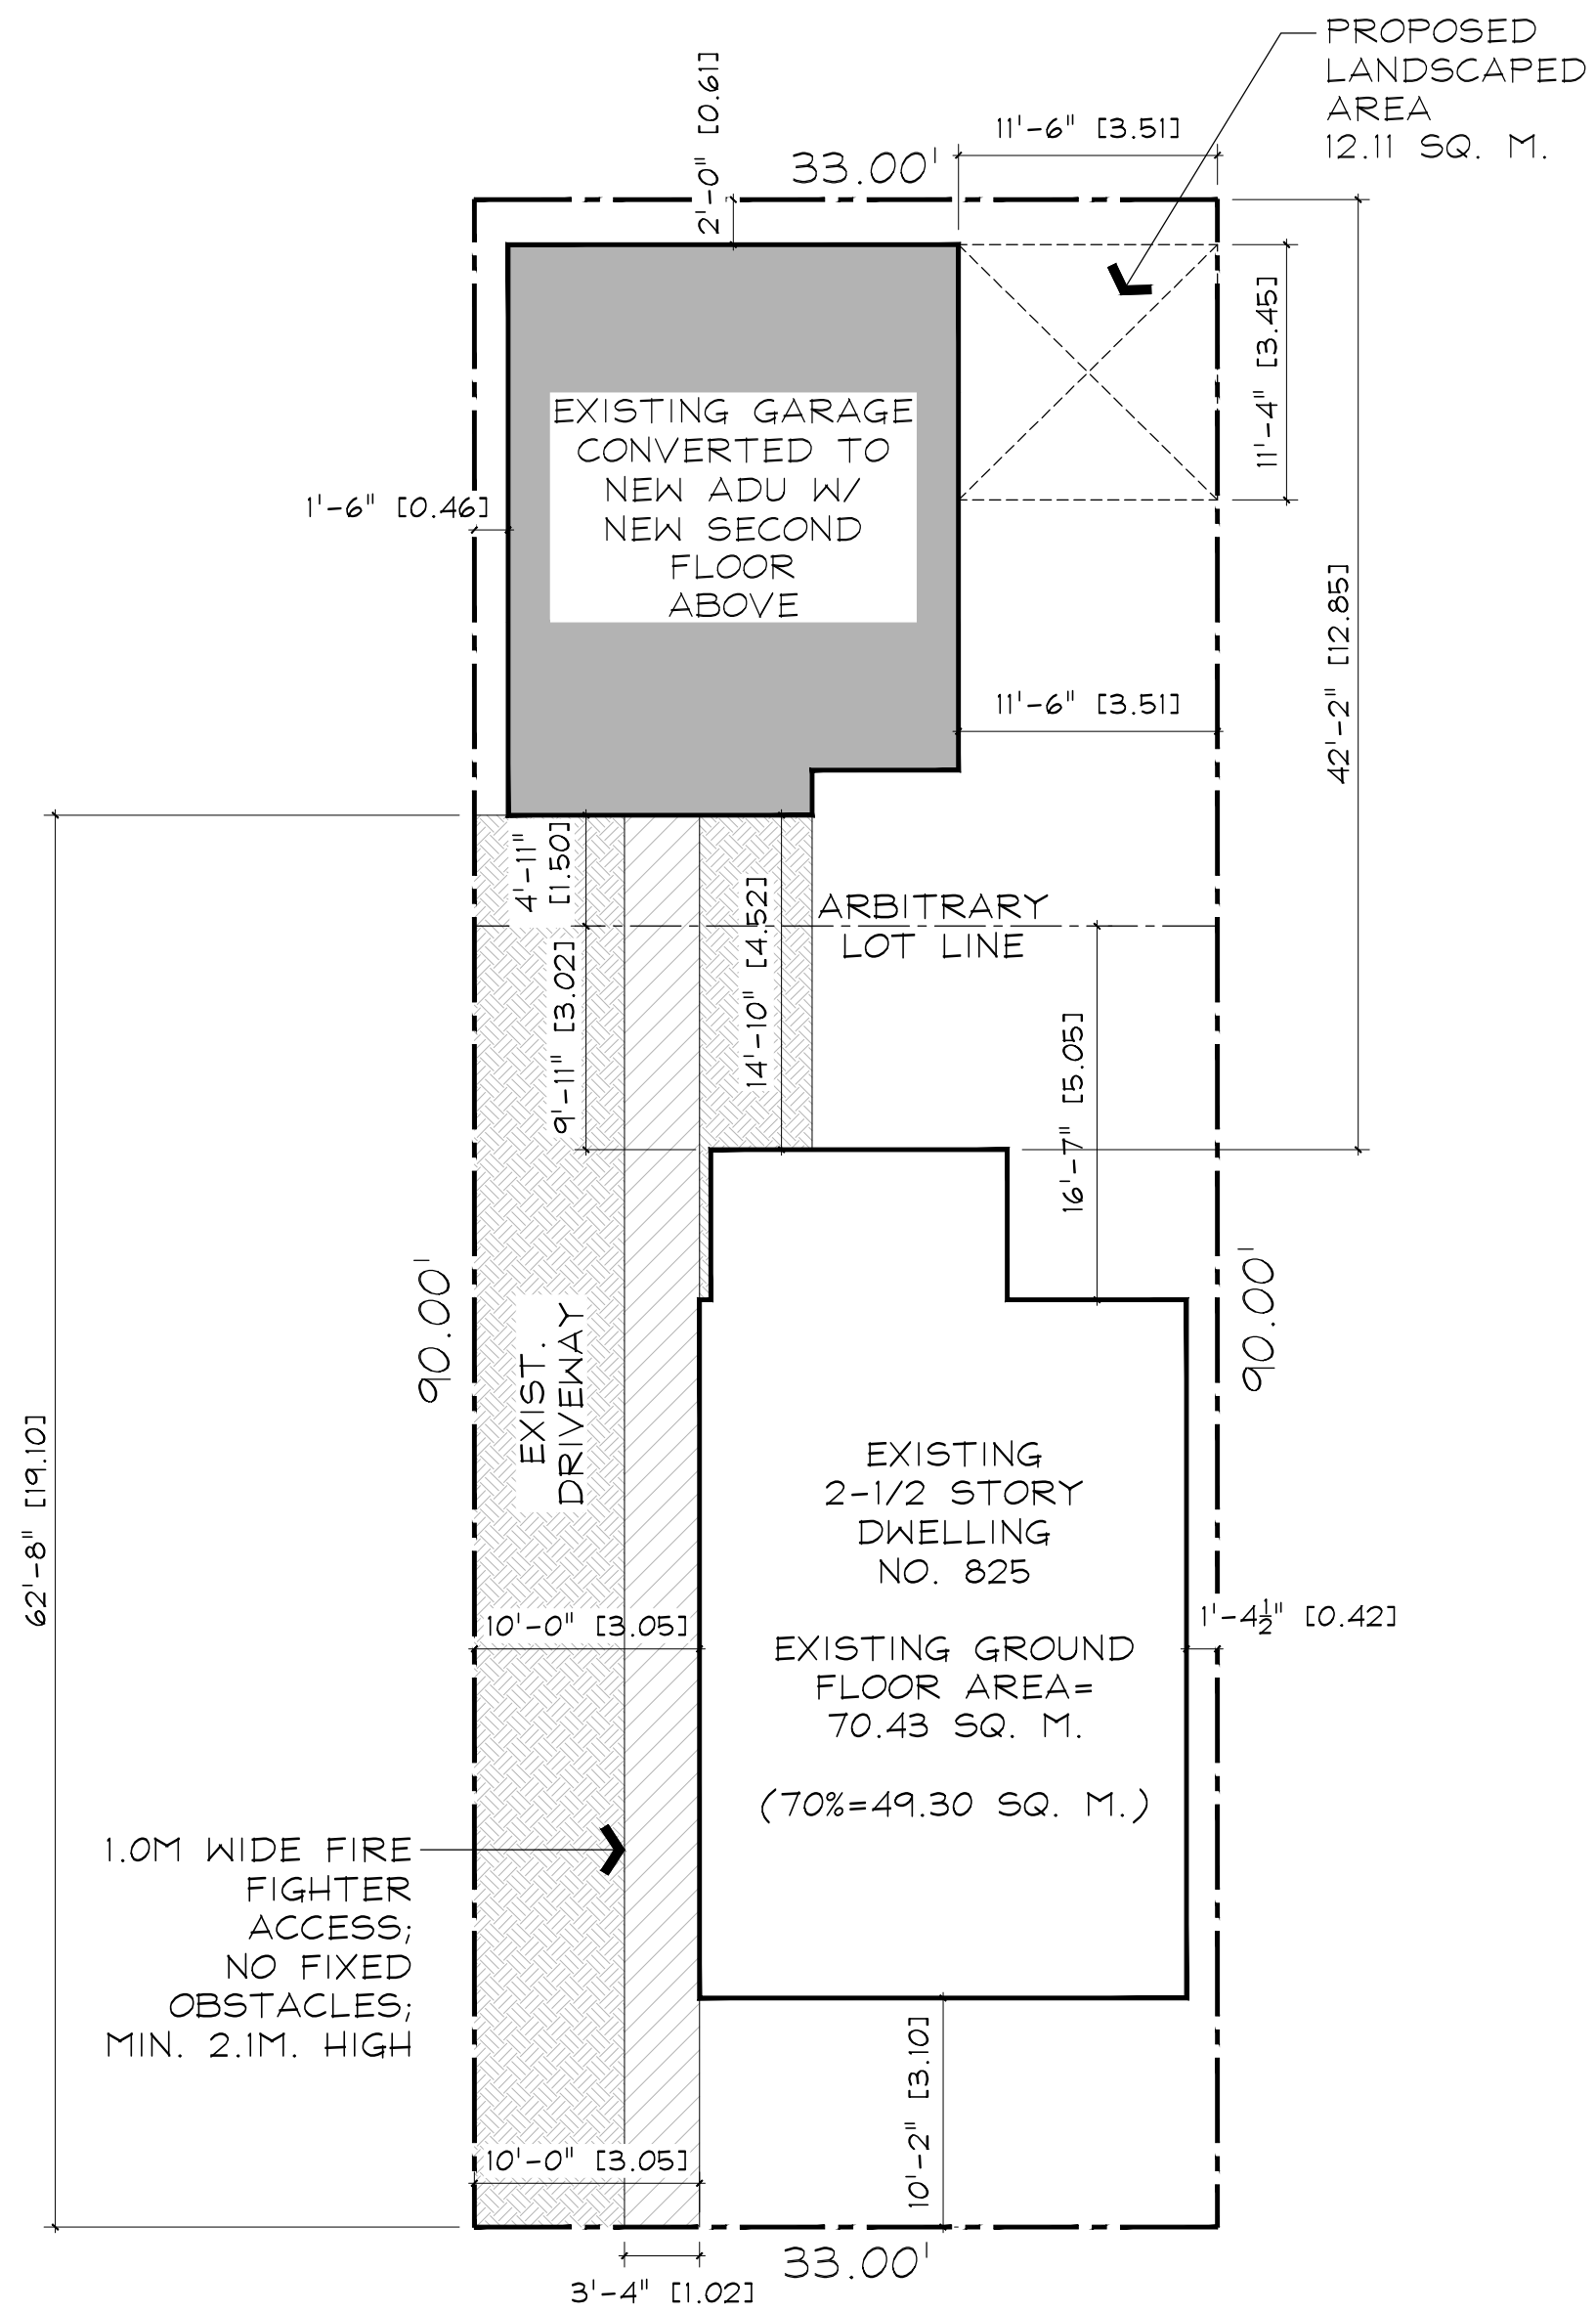 PROPOSED
LANDSCAPED
AREA
12.11 SQ. M.
2'-0" [0.61]
11'-6" [3.51]
33.00'
11'-4" [3.45]
EXISTING GARAGE
CONVERTED TO
NEW ADU W/
NEW SECOND
FLOOR
ABOVE
1'-6" [0.46]
42'-2" [12.85]
11'-6" [3.51]
4'-11"
[1.50]
ARBITRARY
LOT LINE
9'-11" [3.02]
14'-10" [4.52]
16'-7" [5.05]
90.00'
90.00'
EXIST.
DRIVEWAY
62'-8" [19.10]
EXISTING
2-1/2 STORY
DWELLING
NO. 825
EXISTING GROUND
FLOOR AREA=
70.43 SQ. M.
(70%=49.30 SQ. M.)
10'-0" [3.05]
1'-4½" [0.42]
1.0M WIDE FIRE
FIGHTER
ACCESS;
NO FIXED
OBSTACLES;
MIN. 2.1M. HIGH
10'-2" [3.10]
10'-0" [3.05]
33.00'
3'-4" [1.02]